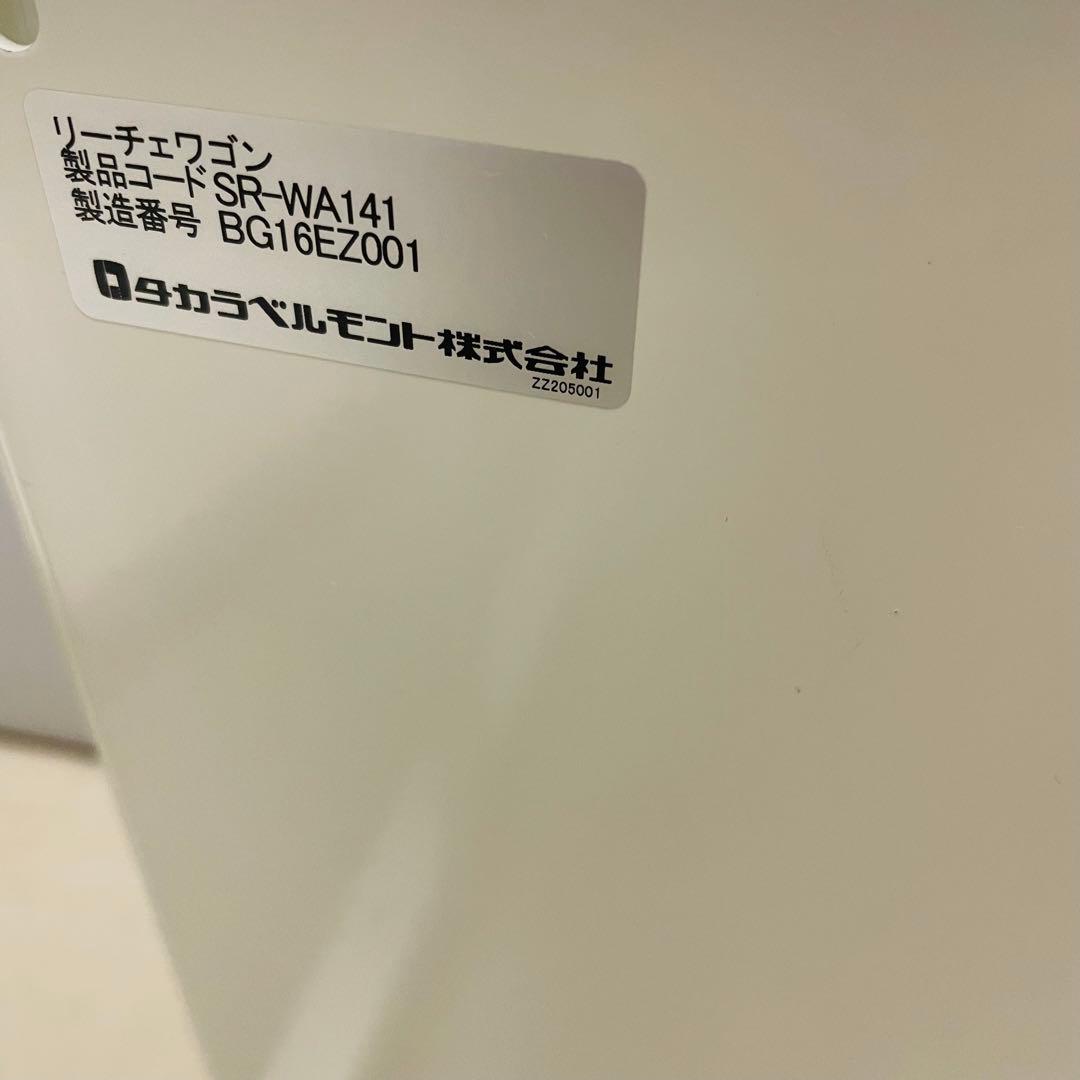 リーチェワゴン
製品コード SR-WA141
製造番号 BG16EZ001
タカラベルモント株式会社
ZZ205001